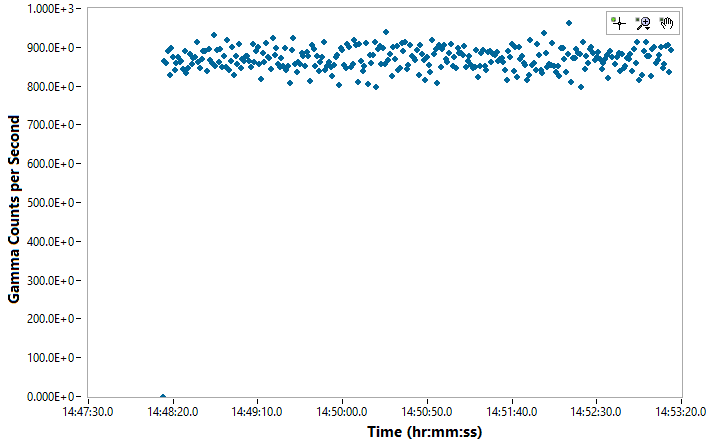 1.000E+3
900.0E+0
800.0E+0
700.0E+0
600.0E+0
500.0E+0
400.0E+0
300.0E+0
200.0E+0
100.0E+0
0.000E+0
Gamma Counts per Second
14:47:30.0 14:48:20.0 14:49:10.0 14:50:00.0 14:50:50.0 14:51:40.0 14:52:30.0 14:53:20.0
Time (hr:mm:ss)